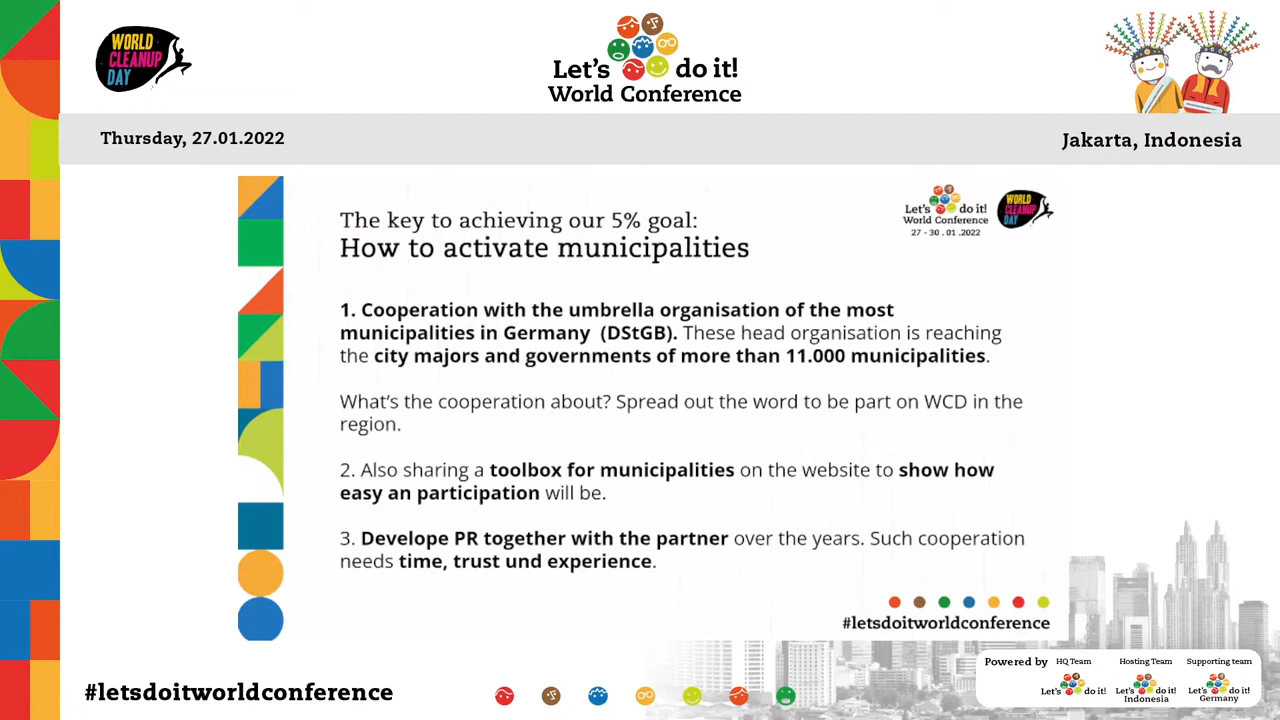 WORLD
CLEANUP
DAY
Let's do it!
World Conference
Thursday, 27.01.2022
Jakarta, Indonesia
The key to achieving our 5% goal:
How to activate municipalities
Let's do it!
World Conference
27 - 30 . 01 .2022
WORLD
CLEANUP
DAY
1. Cooperation with the umbrella organisation of the most
municipalities in Germany (DStGB). These head organisation is reaching
the city majors and governments of more than 11.000 municipalities.
What's the cooperation about? Spread out the word to be part on WCD in the
region.
2. Also sharing a toolbox for municipalities on the website to show how
easy an participation will be.
3. Develope PR together with the partner over the years. Such cooperation
needs time, trust und experience.
#letsdoitworldconference
Powered by
HQ Team
Hosting Team
Supporting team
Let's do it!
Let's do it!
Indonesia
Let's do it!
Germany
#letsdoitworldconference